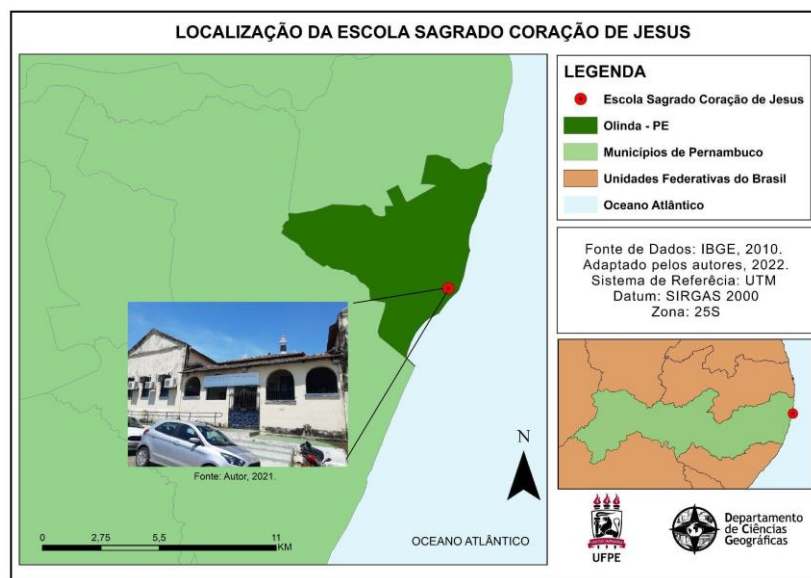 LOCALIZAÇÃO DA ESCOLA SAGRADO CORAÇÃO DE JESUS
LEGENDA
Escola Sagrado Coração de Jesus
Olinda - PE
Municípios de Pernambuco
Unidades Federativas do Brasil
Oceano Atlântico
Fonte de Dados: IBGE, 2010.
Adaptado pelos autores, 2022.
Sistema de Referêcia: UTM
Datum: SIRGAS 2000
Zona: 25S
Fonte: Autor, 2021.
N
0 2,75 5,5 11
KM
OCEANO ATLÂNTICO
UFPE
Departamento
de Ciências
Geográficas